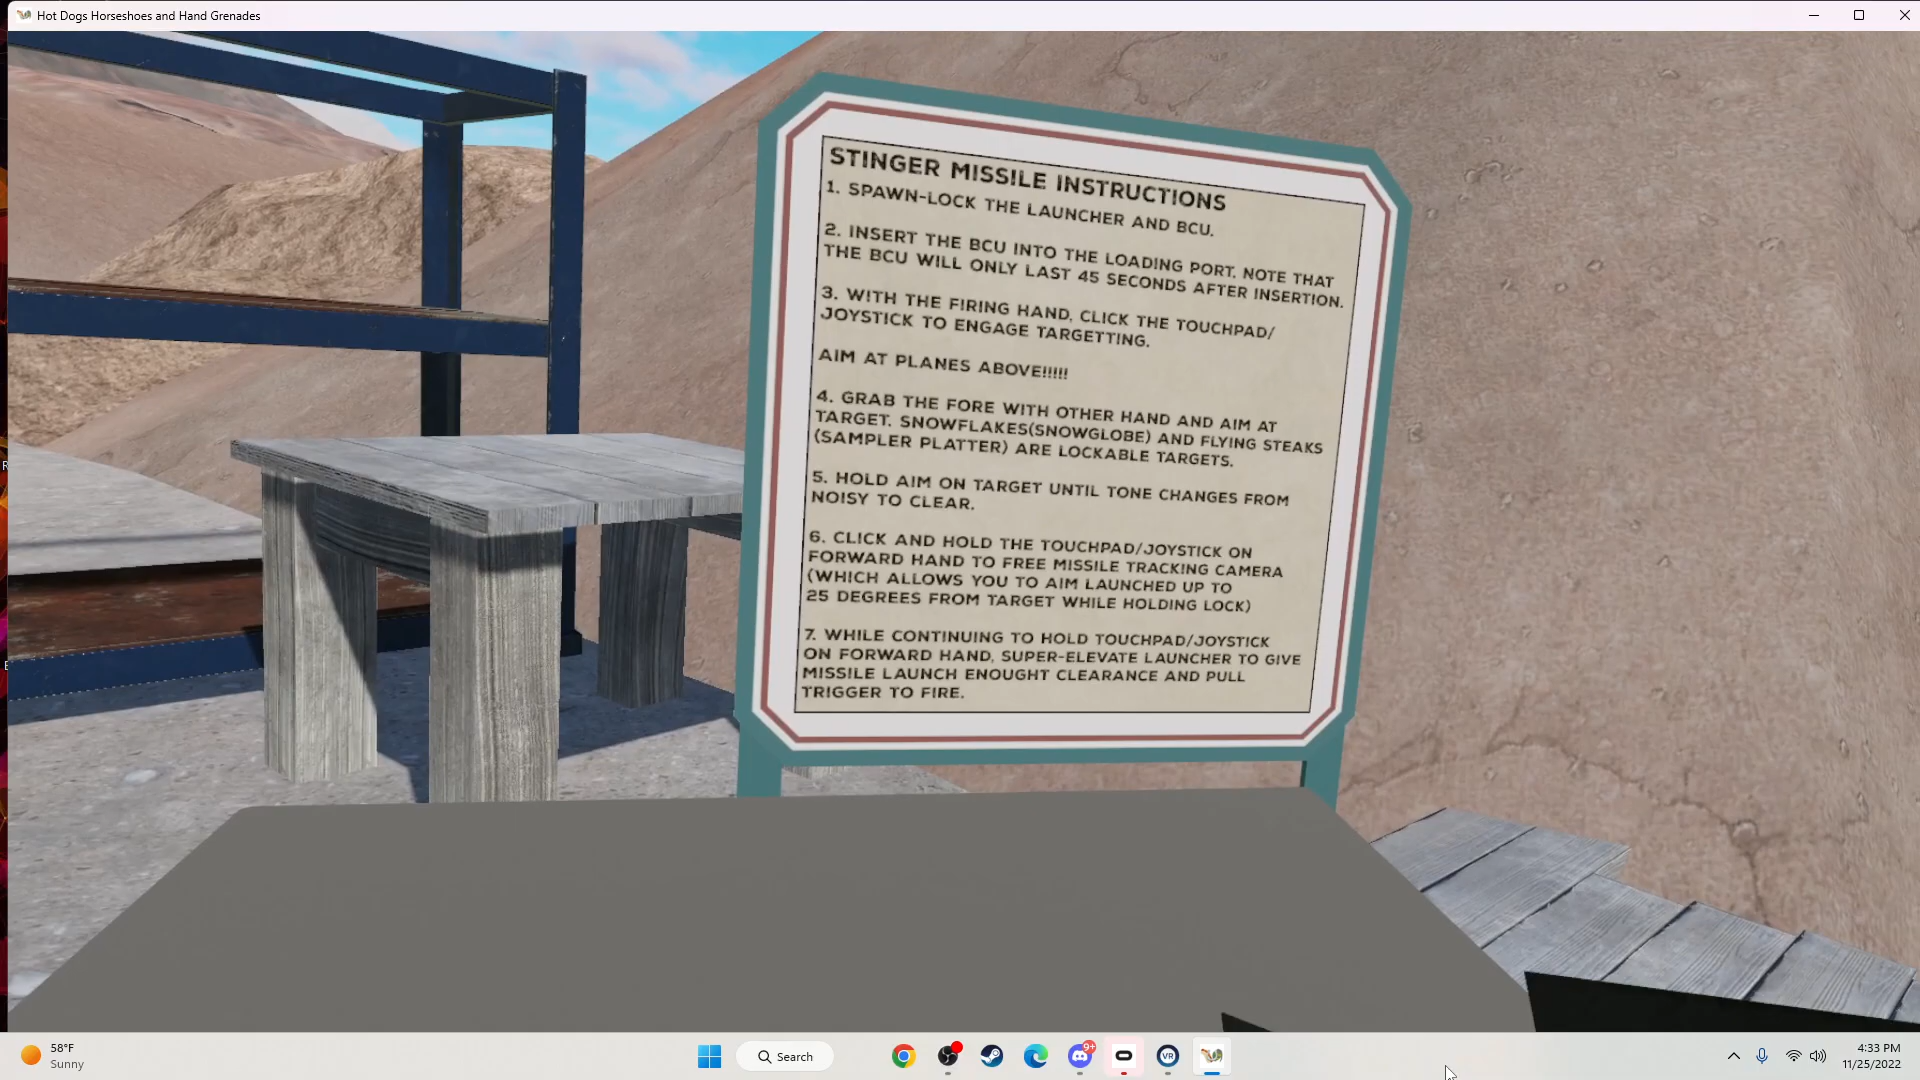 Hot Dogs Horseshoes and Hand Grenades
STINGER MISSILE INSTRUCTIONS
1. SPAWN-LOCK THE LAUNCHER AND BCU.
2. INSERT THE BCU INTO THE LOADING PORT. NOTE THAT
THE BCU WILL ONLY LAST 45 SECONDS AFTER INSERTION.
3. WITH THE FIRING HAND, CLICK THE TOUCHPAD/
JOYSTICK TO ENGAGE TARGETTING.
AIM AT PLANES ABOVE!!!!!
4. GRAB THE FORE WITH OTHER HAND AND AIM AT
TARGET. SNOWFLAKES(SNOWGLOBE) AND FLYING STEAKS
(SAMPLER PLATTER) ARE LOCKABLE TARGETS.
5. HOLD AIM ON TARGET UNTIL TONE CHANGES FROM
NOISY TO CLEAR.
6. CLICK AND HOLD THE TOUCHPAD/JOYSTICK ON
FORWARD HAND TO FREE MISSILE TRACKING CAMERA
(WHICH ALLOWS YOU TO AIM LAUNCHED UP TO
25 DEGREES FROM TARGET WHILE HOLDING LOCK)
7. WHILE CONTINUING TO HOLD TOUCHPAD/JOYSTICK
ON FORWARD HAND, SUPER-ELEVATE LAUNCHER TO GIVE
MISSILE LAUNCH ENOUGHT CLEARANCE AND PULL
TRIGGER TO FIRE.
58°F
Sunny
Search
9+
VR
4:33 PM
11/25/2022